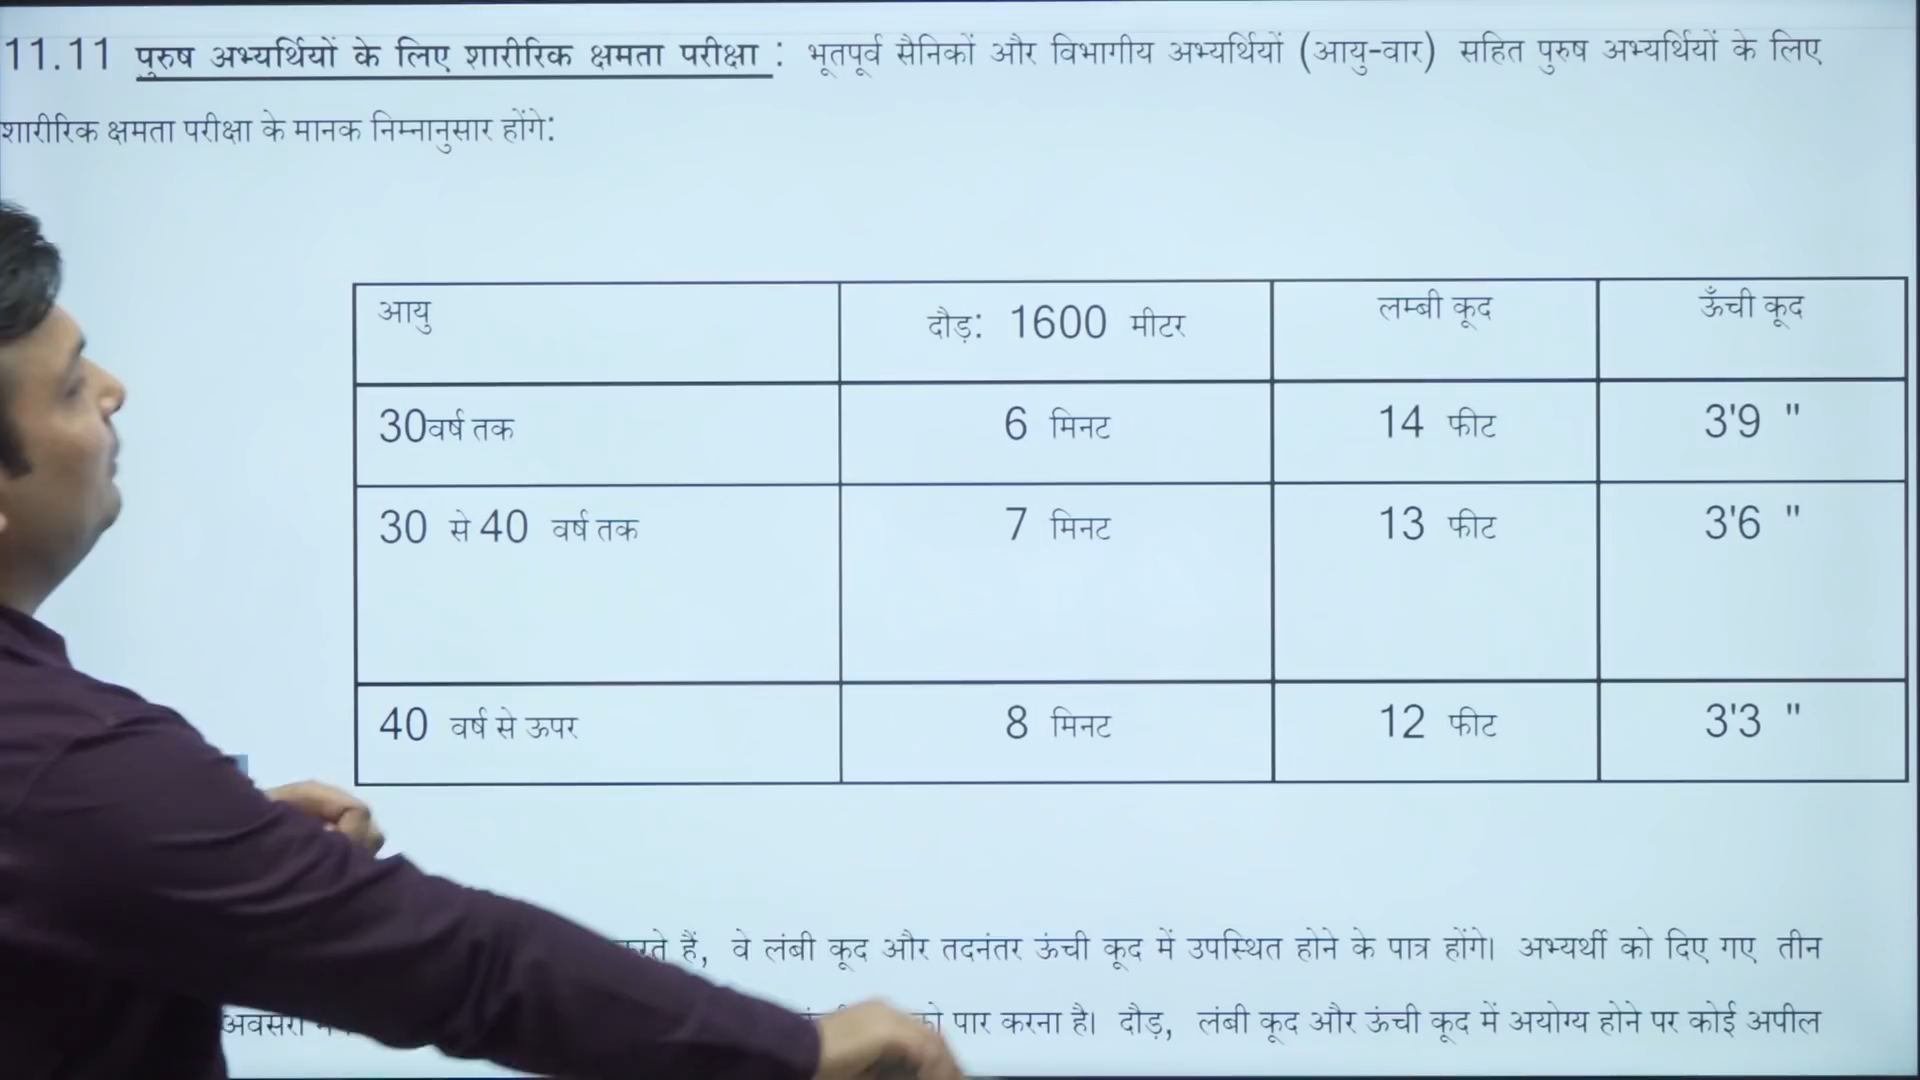 11.11 पुरुष अभ्यर्थियों के लिए शारीरिक क्षमता परीक्षा : भूतपूर्व सैनिकों और विभागीय अभ्यर्थियों (आयु-वार) सहित पुरुष अभ्यर्थियों के लिए
शारीरिक क्षमता परीक्षा के मानक निम्नानुसार होंगे:
आयु दौड़: 1600 मीटर लम्बी कूद ऊँची कूद
30वर्ष तक 6 मिनट 14 फीट 3'9 "
30 से 40 वर्ष तक 7 मिनट 13 फीट 3'6 "
40 वर्ष से ऊपर 8 मिनट 12 फीट 3'3 "
हैं, वे लंबी कूद और तदनंतर ऊंची कूद में उपस्थित होने के पात्र होंगे। अभ्यर्थी को दिए गए तीन
पार करना है। दौड़, लंबी कूद और ऊंची कूद में अयोग्य होने पर कोई अपील